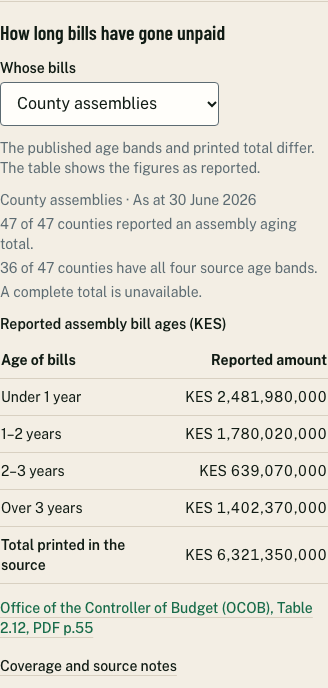 How long bills have gone unpaid
Whose bills
County assemblies
The published age bands and printed total differ.
The table shows the figures as reported.
County assemblies · As at 30 June 2026
47 of 47 counties reported an assembly aging
total.
36 of 47 counties have all four source age bands.
A complete total is unavailable.
Reported assembly bill ages (KES)
Age of bills Reported amount
Under 1 year KES 2,481,980,000
1–2 years KES 1,780,020,000
2–3 years KES 639,070,000
Over 3 years KES 1,402,370,000
Total printed in the
source KES 6,321,350,000
Office of the Controller of Budget (OCOB), Table
2.12, PDF p.55
Coverage and source notes